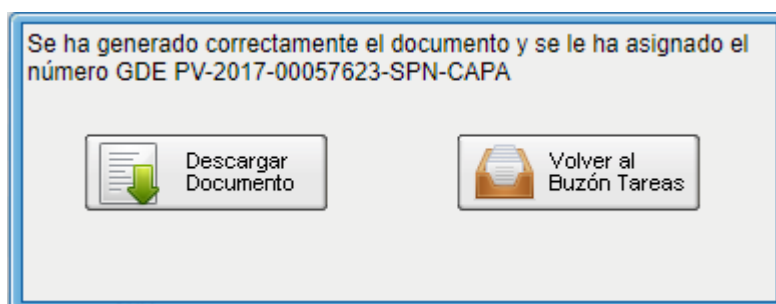 Se ha generado correctamente el documento y se le ha asignado el
número GDE PV-2017-00057623-SPN-CAPA
Descargar
Documento
Volver al
Buzón Tareas